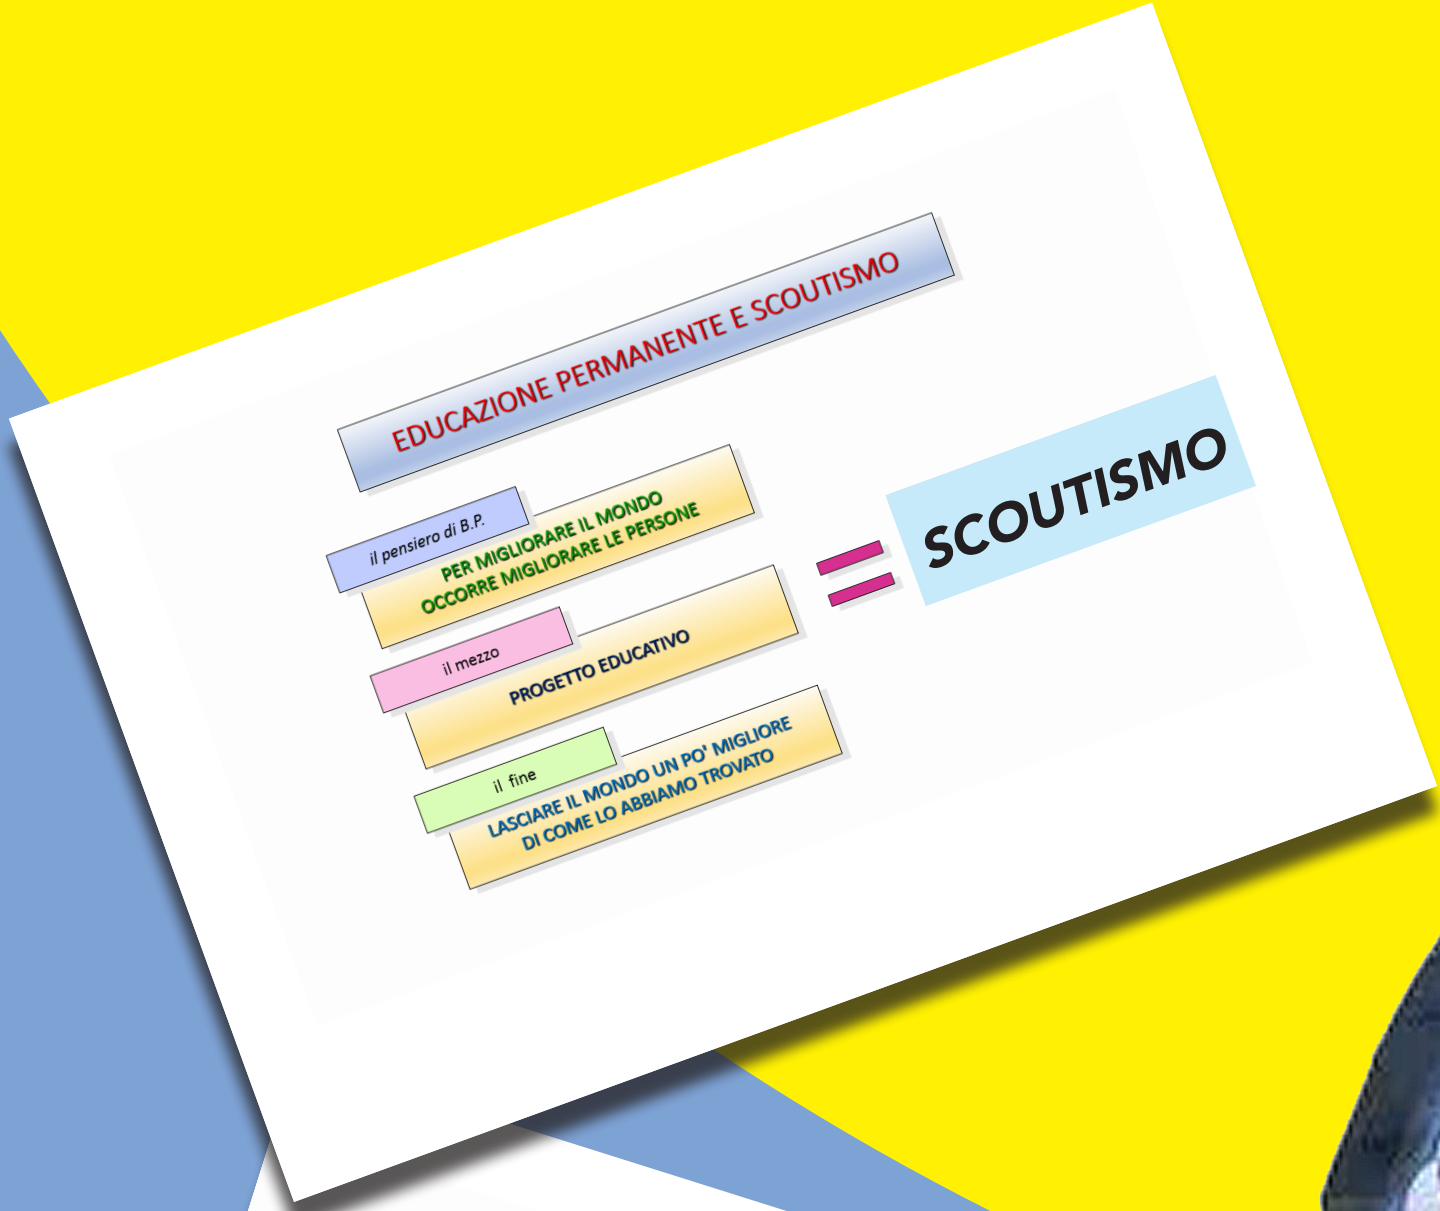 EDUCAZIONE PERMANENTE E SCOUTISMO
il pensiero di B.P.
PER MIGLIORARE IL MONDO
OCCORRE MIGLIORARE LE PERSONE
il mezzo
PROGETTO EDUCATIVO
il fine
LASCIARE IL MONDO UN PO' MIGLIORE
DI COME LO ABBIAMO TROVATO
=
SCOUTISMO